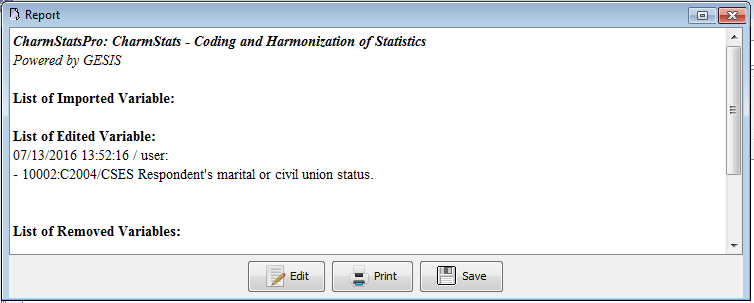 Report
CharmStatsPro: CharmStats - Coding and Harmonization of Statistics
Powered by GESIS
List of Imported Variable:
List of Edited Variable:
07/13/2016 13:52:16 / user:
- 10002:C2004/CSES Respondent's marital or civil union status.
List of Removed Variables:
Edit
Print
Save